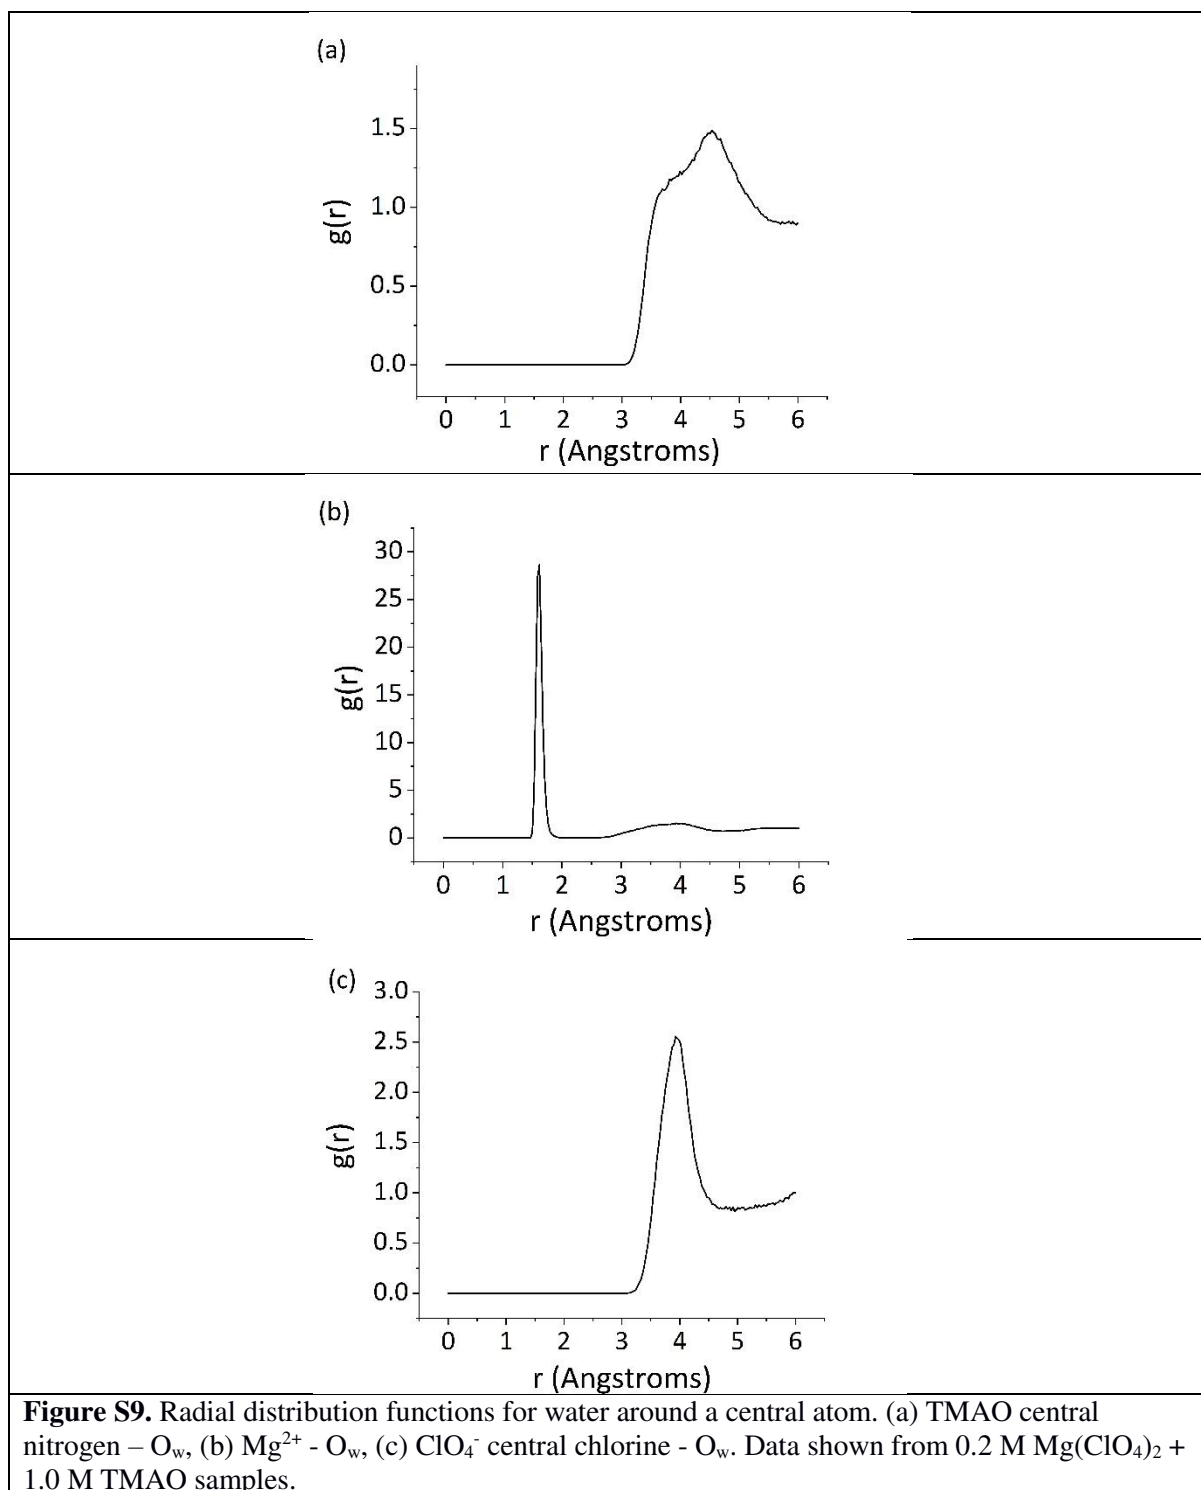 (a)
1.5
1.0
0.5
0.0
g(r)
0 1 2 3 4 5 6
r (Angstroms)
(b)
30
25
20
15
10
5
0
g(r)
0 1 2 3 4 5 6
r (Angstroms)
(c)
3.0
2.5
2.0
1.5
1.0
0.5
0.0
g(r)
0 1 2 3 4 5 6
r (Angstroms)
Figure S9. Radial distribution functions for water around a central atom. (a) TMAO central
nitrogen – Ow, (b) Mg2+ - Ow, (c) ClO4- central chlorine - Ow. Data shown from 0.2 M Mg(ClO4)2 +
1.0 M TMAO samples.